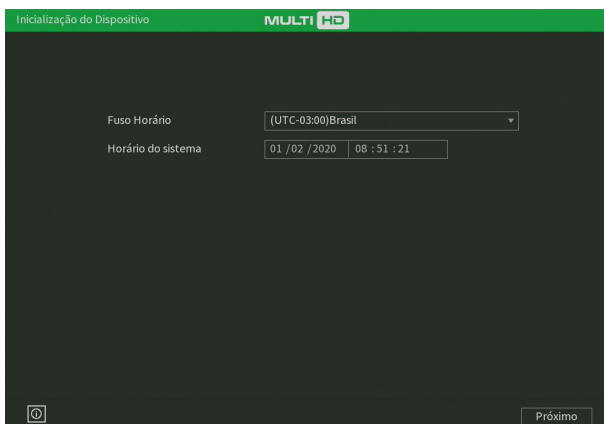 Inicialização do Dispositivo MULTI HD
Fuso Horário (UTC-03:00)Brasil
Horário do sistema 01 /02 /2020 08 : 51 : 21
Próximo